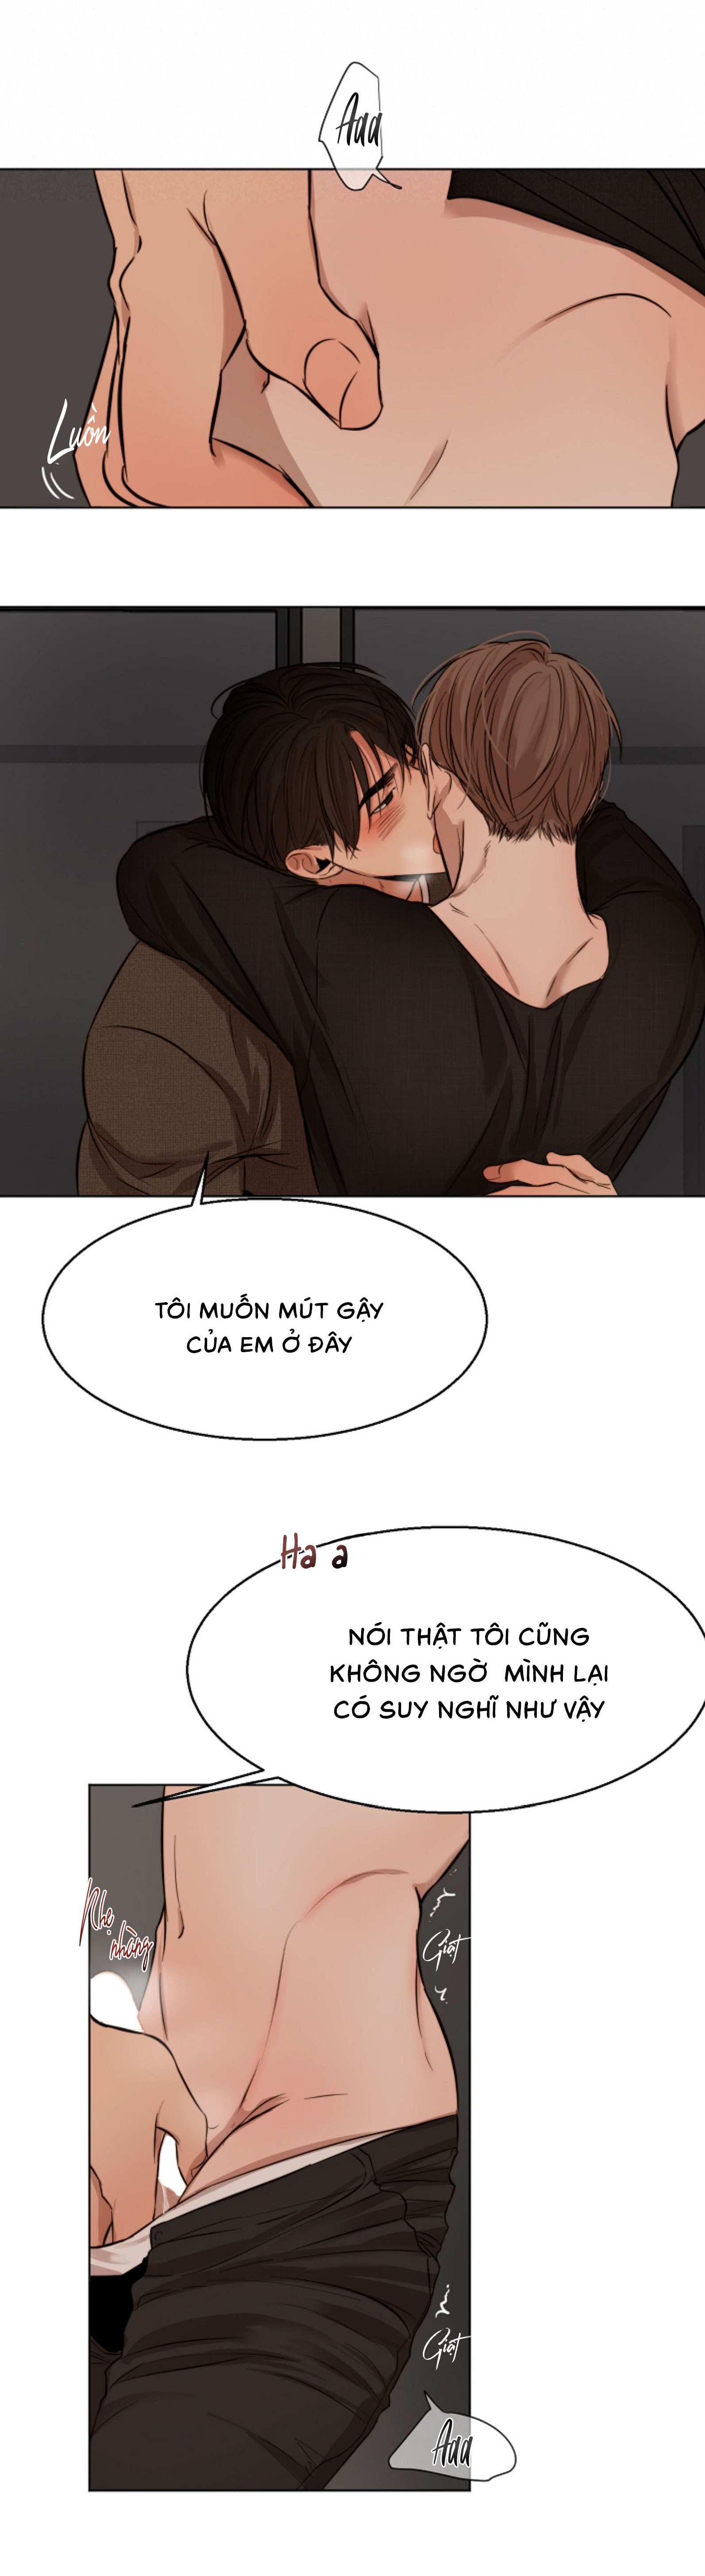 Aaa
Luồn
TÔI MUỐN MÚT GẬY
CỦA EM Ở ĐÂY
Ha a
NÓI THẬT TÔI CŨNG
KHÔNG NGỜ MÌNH LẠI
CÓ SUY NGHĨ NHƯ VẬY
Nhẹ
nhàng
Giật
Giật
Aaa